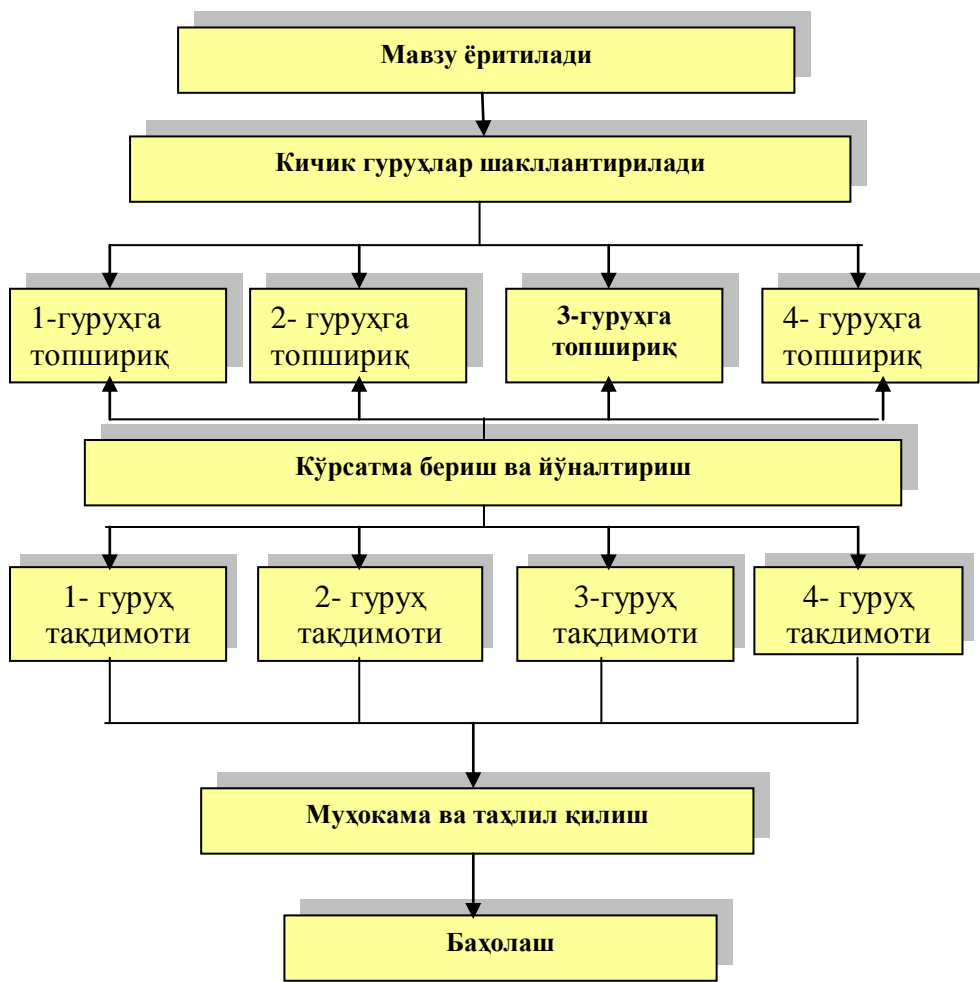 Мавзу ёритилади
Кичик гуруҳлар шакллантирилади
1-гуруҳга
топшириқ
2- гуруҳга
топшириқ
3-гуруҳга
топшириқ
4- гуруҳга
топшириқ
Кўрсатма бериш ва йўналтириш
1- гуруҳ
тақдимоти
2- гуруҳ
тақдимоти
3-гуруҳ
тақдимоти
4- гуруҳ
тақдимоти
Муҳокама ва таҳлил қилиш
Баҳолаш